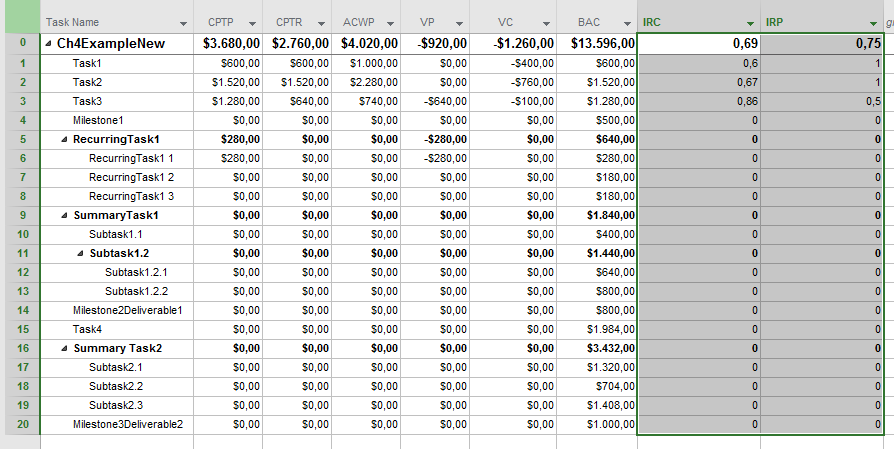 Task Name CPTP CPTR ACWP VP VC BAC IRC IRP
0 Ch4ExampleNew $3.680,00 $2.760,00 $4.020,00 -$920,00 -$1.260,00 $13.596,00 0,69 0,75
1 Task1 $600,00 $600,00 $1.000,00 $0,00 -$400,00 $600,00 0,6 1
2 Task2 $1.520,00 $1.520,00 $2.280,00 $0,00 -$760,00 $1.520,00 0,67 1
3 Task3 $1.280,00 $640,00 $740,00 -$640,00 -$100,00 $1.280,00 0,86 0,5
4 Milestone1 $0,00 $0,00 $0,00 $0,00 $0,00 $500,00 0 0
5 RecurringTask1 $280,00 $0,00 $0,00 -$280,00 $0,00 $640,00 0 0
6 RecurringTask1 1 $280,00 $0,00 $0,00 -$280,00 $0,00 $280,00 0 0
7 RecurringTask1 2 $0,00 $0,00 $0,00 $0,00 $0,00 $180,00 0 0
8 RecurringTask1 3 $0,00 $0,00 $0,00 $0,00 $0,00 $180,00 0 0
9 SummaryTask1 $0,00 $0,00 $0,00 $0,00 $0,00 $1.840,00 0 0
10 Subtask1.1 $0,00 $0,00 $0,00 $0,00 $0,00 $400,00 0 0
11 Subtask1.2 $0,00 $0,00 $0,00 $0,00 $0,00 $1.440,00 0 0
12 Subtask1.2.1 $0,00 $0,00 $0,00 $0,00 $0,00 $640,00 0 0
13 Subtask1.2.2 $0,00 $0,00 $0,00 $0,00 $0,00 $800,00 0 0
14 Milestone2Deliverable1 $0,00 $0,00 $0,00 $0,00 $0,00 $800,00 0 0
15 Task4 $0,00 $0,00 $0,00 $0,00 $0,00 $1.984,00 0 0
16 Summary Task2 $0,00 $0,00 $0,00 $0,00 $0,00 $3.432,00 0 0
17 Subtask2.1 $0,00 $0,00 $0,00 $0,00 $0,00 $1.320,00 0 0
18 Subtask2.2 $0,00 $0,00 $0,00 $0,00 $0,00 $704,00 0 0
19 Subtask2.3 $0,00 $0,00 $0,00 $0,00 $0,00 $1.408,00 0 0
20 Milestone3Deliverable2 $0,00 $0,00 $0,00 $0,00 $0,00 $1.000,00 0 0